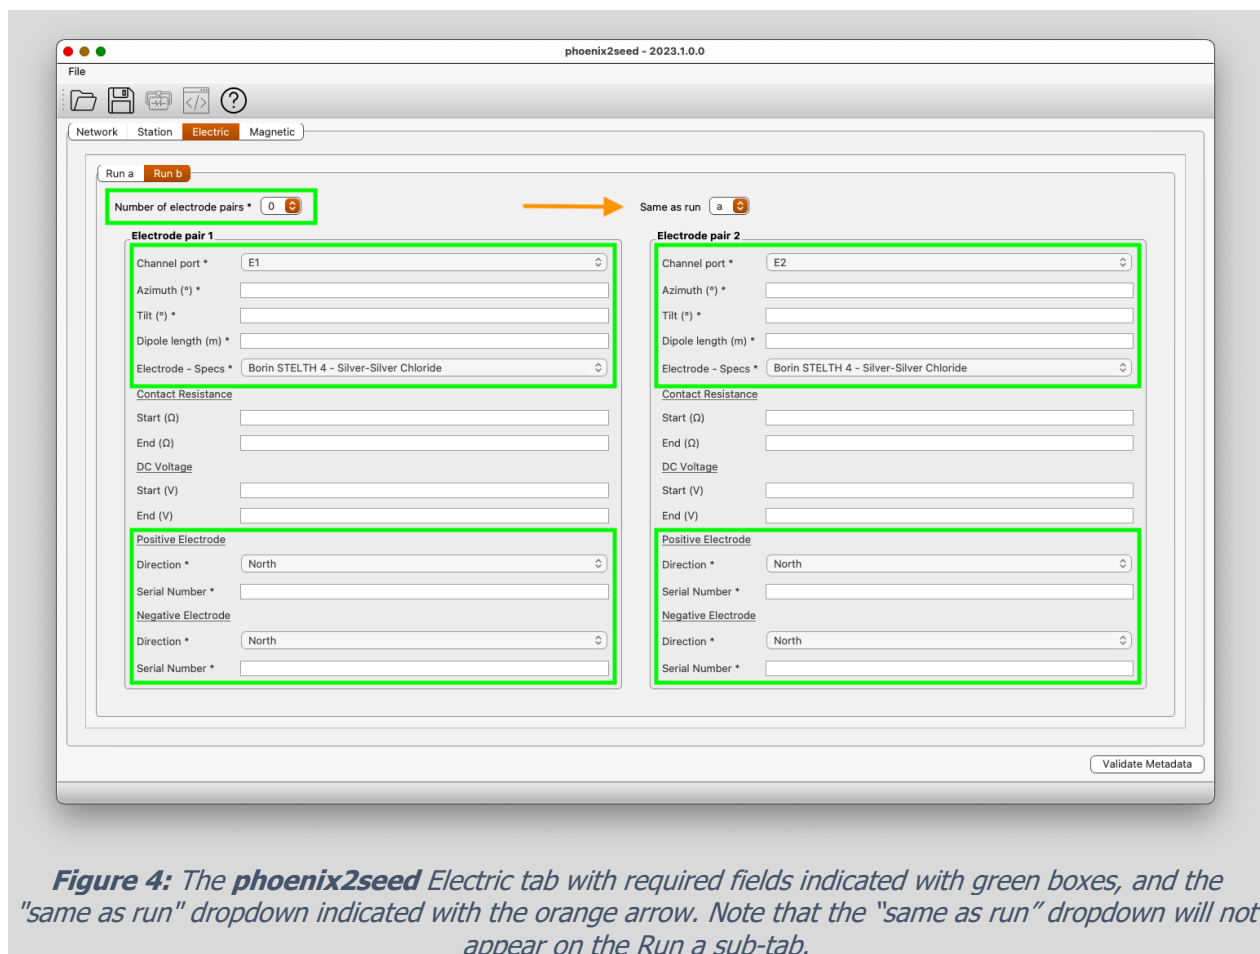 phoenix2seed - 2023.1.0.0
File
Network Station Electric Magnetic
Run a Run b
Number of electrode pairs * 0 Same as run a
Electrode pair 1
Channel port * E1
Azimuth (°) *
Tilt (°) *
Dipole length (m) *
Electrode - Specs * Borin STELTH 4 - Silver-Silver Chloride
Contact Resistance
Start (Ω)
End (Ω)
DC Voltage
Start (V)
End (V)
Positive Electrode
Direction * North
Serial Number *
Negative Electrode
Direction * North
Serial Number *
Electrode pair 2
Channel port * E2
Azimuth (°) *
Tilt (°) *
Dipole length (m) *
Electrode - Specs * Borin STELTH 4 - Silver-Silver Chloride
Contact Resistance
Start (Ω)
End (Ω)
DC Voltage
Start (V)
End (V)
Positive Electrode
Direction * North
Serial Number *
Negative Electrode
Direction * North
Serial Number *
Validate Metadata
Figure 4: The phoenix2seed Electric tab with required fields indicated with green boxes, and the
"same as run" dropdown indicated with the orange arrow. Note that the “same as run” dropdown will not
appear on the Run a sub-tab.